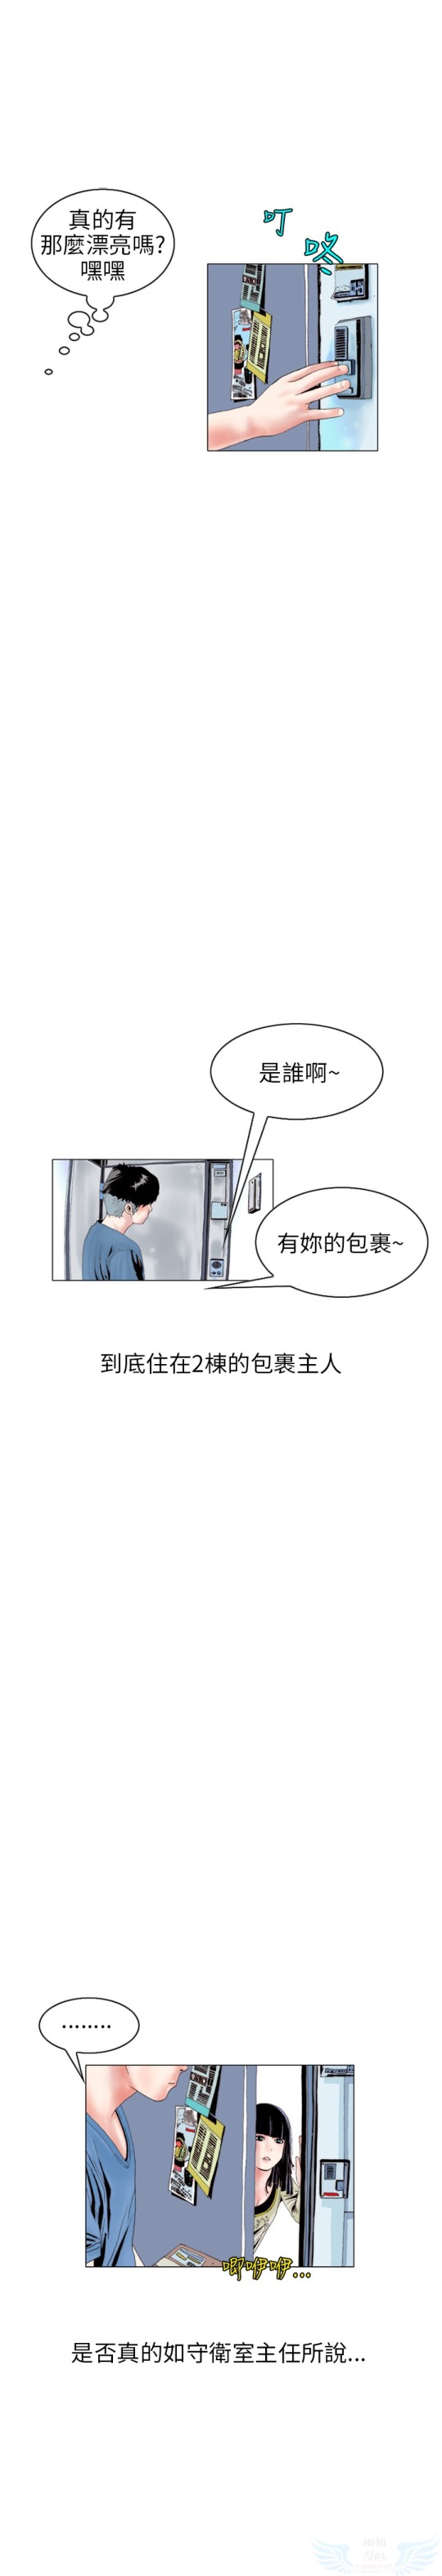 真的有
那麼漂亮嗎?
嘿嘿
叮
咚
是誰啊~
有妳的包裹~
到底住在2棟的包裹主人
........
唧咿咿...
是否真的如守衛室主任所說...